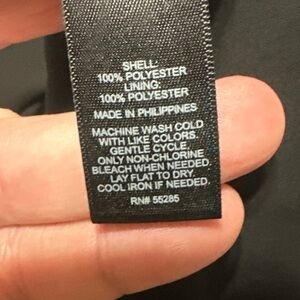 SHELL:
100% POLYESTER
LINING:
100% POLYESTER
MADE IN PHILIPPINES
MACHINE WASH COLD
WITH LIKE COLORS.
GENTLE CYCLE.
ONLY NON-CHLORINE
BLEACH WHEN NEEDED.
LAY FLAT TO DRY.
COOL IRON IF NEEDED.
RN# 55285